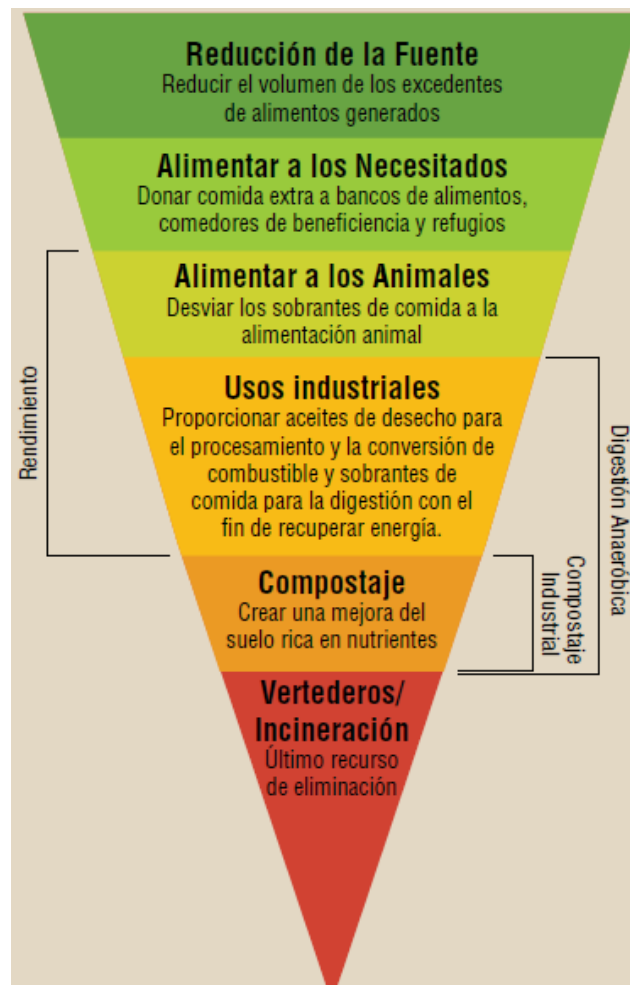 Reducción de la Fuente
Reducir el volumen de los excedentes
de alimentos generados
Alimentar a los Necesitados
Donar comida extra a bancos de alimentos,
comedores de beneficiencia y refugios
Alimentar a los Animales
Desviar los sobrantes de comida a la
alimentación animal
Rendimiento
Usos industriales
Proporcionar aceites de desecho para
el procesamiento y la conversión de
combustible y sobrantes de
comida para la digestión con el
fin de recuperar energía.
Digestión Anaeróbica
Compostaje
Crear una mejora del
suelo rica en nutrientes
Compostaje
Industrial
Vertederos/
Incineración
Último recurso
de eliminación